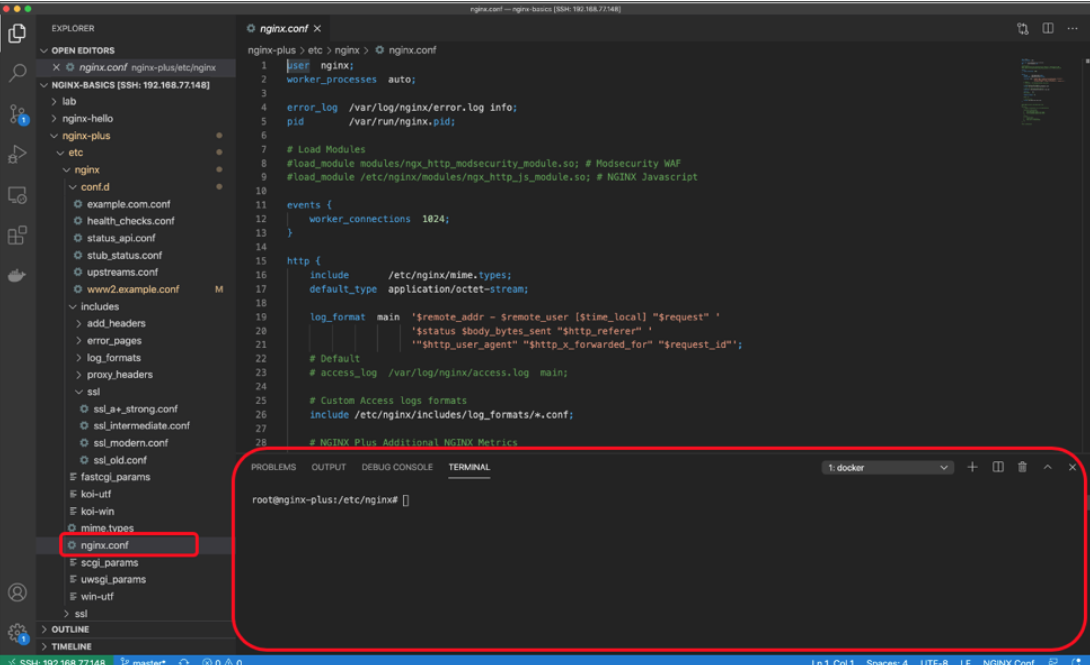 nginx.conf — nginx-basics [SSH: 192.168.77.148]
EXPLORER
OPEN EDITORS
nginx.conf nginx-plus/etc/nginx
NGINX-BASICS [SSH: 192.168.77.148]
lab
nginx-hello
nginx-plus
etc
nginx
conf.d
example.com.conf
health_checks.conf
status_api.conf
stub_status.conf
upstreams.conf
www2.example.conf M
includes
add_headers
error_pages
log_formats
proxy_headers
ssl
ssl_a+_strong.conf
ssl_intermediate.conf
ssl_modern.conf
ssl_old.conf
fastcgi_params
koi-utf
koi-win
mime.types
nginx.conf
scgi_params
uwsgi_params
win-utf
ssl
OUTLINE
TIMELINE
1
1
nginx.conf
nginx-plus > etc > nginx > nginx.conf
1 user nginx;
2 worker_processes auto;
3
4 error_log /var/log/nginx/error.log info;
5 pid /var/run/nginx.pid;
6
7 # Load Modules
8 #load_module modules/ngx_http_modsecurity_module.so; # Modsecurity WAF
9 #load_module /etc/nginx/modules/ngx_http_js_module.so; # NGINX Javascript
10
11 events {
12 worker_connections 1024;
13 }
14
15 http {
16 include /etc/nginx/mime.types;
17 default_type application/octet-stream;
18
19 log_format main '$remote_addr - $remote_user [$time_local] "$request" '
20 '$status $body_bytes_sent "$http_referer" '
21 '"$http_user_agent" "$http_x_forwarded_for" "$request_id"';
22 # Default
23 # access_log /var/log/nginx/access.log main;
24
25 # Custom Access logs formats
26 include /etc/nginx/includes/log_formats/*.conf;
27
28 # NGINX Plus Additional NGINX Metrics
PROBLEMS OUTPUT DEBUG CONSOLE TERMINAL 1: docker
root@nginx-plus:/etc/nginx#
SSH: 192.168.77.148 master* 0 0 Ln 1, Col 1 Spaces: 4 UTF-8 LF NGINX Conf